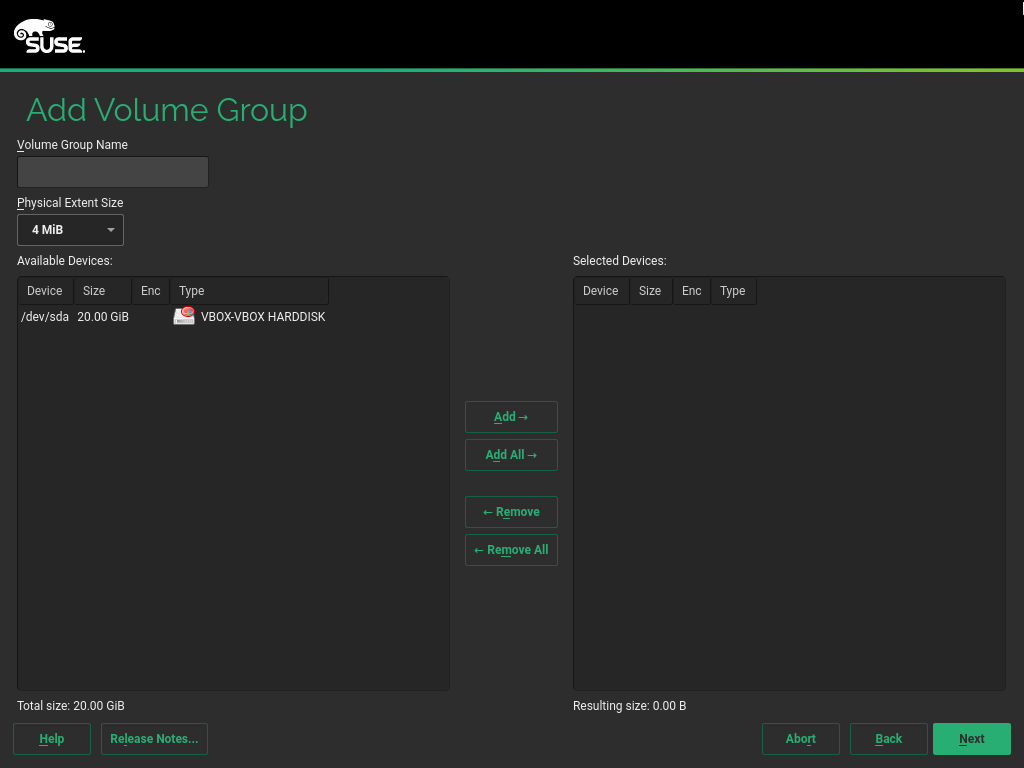 SUSE.
Add Volume Group
Volume Group Name
Physical Extent Size
4 MiB
Available Devices:
Device Size Enc Type
/dev/sda 20.00 GiB VBOX-VBOX HARDDISK
Total size: 20.00 GiB
Add →
Add All →
← Remove
← Remove All
Selected Devices:
Device Size Enc Type
Resulting size: 0.00 B
Help Release Notes... Abort Back Next